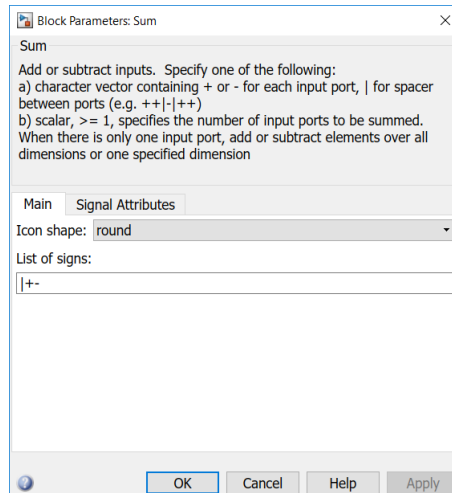 Block Parameters: Sum
Sum
Add or subtract inputs.  Specify one of the following:
a) character vector containing + or - for each input port, | for spacer
between ports (e.g. ++|-|++)
b) scalar, >= 1, specifies the number of input ports to be summed.
When there is only one input port, add or subtract elements over all
dimensions or one specified dimension
Main Signal Attributes
Icon shape: round
List of signs:
|+-
OK Cancel Help Apply